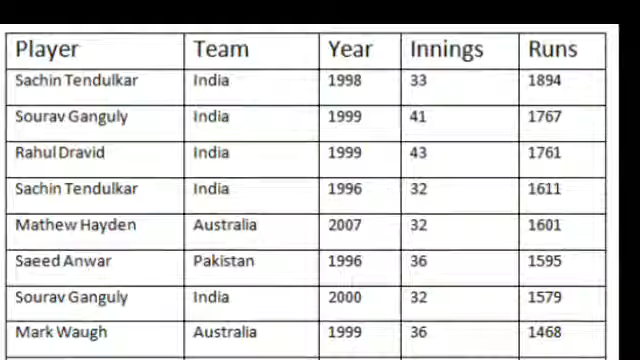 Player Team Year Innings Runs
Sachin Tendulkar India 1998 33 1894
Sourav Ganguly India 1999 41 1767
Rahul Dravid India 1999 43 1761
Sachin Tendulkar India 1996 32 1611
Mathew Hayden Australia 2007 32 1601
Saeed Anwar Pakistan 1996 36 1595
Sourav Ganguly India 2000 32 1579
Mark Waugh Australia 1999 36 1468